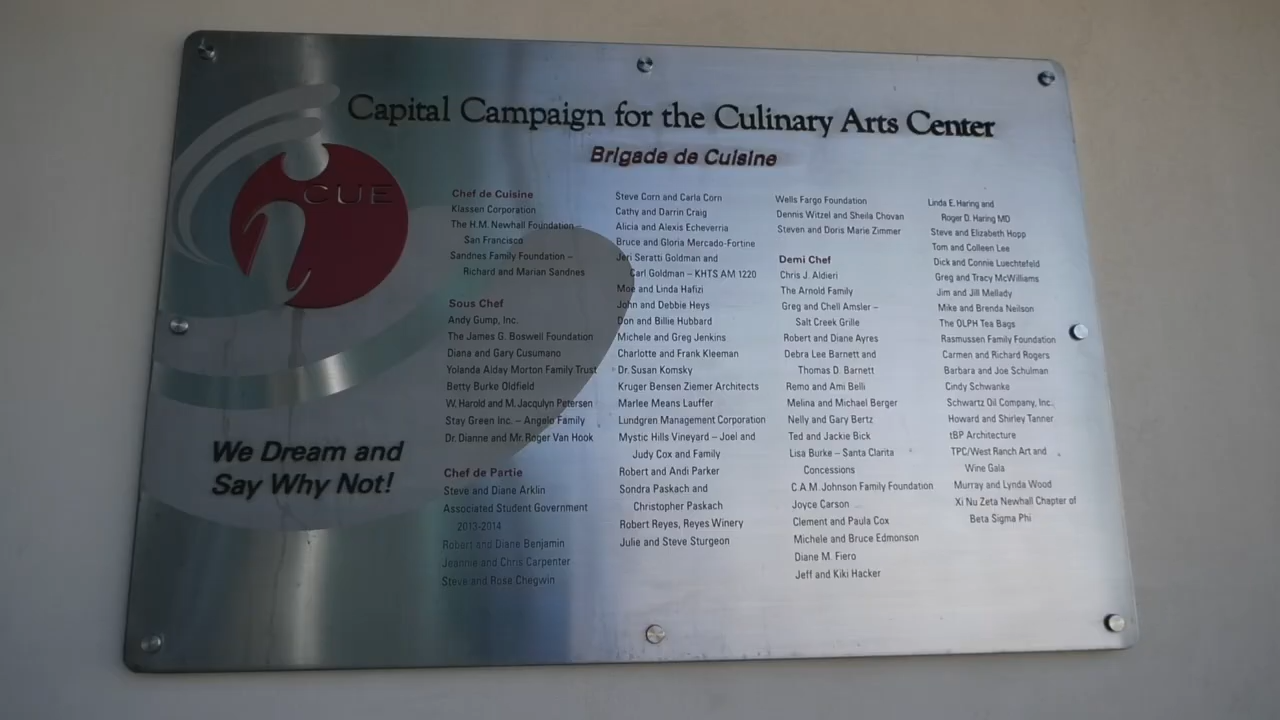 Capital Campaign for the Culinary Arts Center
Brigade de Cuisine
iCUE
We Dream and
Say Why Not!
Chef de Cuisine
Klassen Corporation
The H.M. Newhall Foundation –
San Francisco
Sandnes Family Foundation –
Richard and Marian Sandnes
Sous Chef
Andy Gump, Inc.
The James G. Boswell Foundation
Diana and Gary Cusumano
Yolanda Alday Morton Family Trust
Betty Burke Oldfield
W. Harold and M. Jacqulyn Petersen
Stay Green Inc. – Angelo Family
Dr. Dianne and Mr. Roger Van Hook
Chef de Partie
Steve and Diane Arklin
Associated Student Government
2013-2014
Robert and Diane Benjamin
Jeannie and Chris Carpenter
Steve and Rose Chegwin
Steve Corn and Carla Corn
Cathy and Darrin Craig
Alicia and Alexis Echeverria
Bruce and Gloria Mercado-Fortine
Jeri Seratti Goldman and
Carl Goldman – KHTS AM 1220
Moe and Linda Hafizi
John and Debbie Heys
Don and Billie Hubbard
Michele and Greg Jenkins
Charlotte and Frank Kleeman
Dr. Susan Komsky
Kruger Bensen Ziemer Architects
Marlee Means Lauffer
Lundgren Management Corporation
Mystic Hills Vineyard – Joel and
Judy Cox and Family
Robert and Andi Parker
Sondra Paskach and
Christopher Paskach
Robert Reyes, Reyes Winery
Julie and Steve Sturgeon
Wells Fargo Foundation
Dennis Witzel and Sheila Chovan
Steven and Doris Marie Zimmer
Demi Chef
Chris J. Aldieri
The Arnold Family
Greg and Chell Amsler –
Salt Creek Grille
Robert and Diane Ayres
Debra Lee Barnett and
Thomas D. Barnett
Remo and Ami Belli
Melina and Michael Berger
Nelly and Gary Bertz
Ted and Jackie Bick
Lisa Burke – Santa Clarita
Concessions
C.A.M. Johnson Family Foundation
Joyce Carson
Clement and Paula Cox
Michele and Bruce Edmonson
Diane M. Fiero
Jeff and Kiki Hacker
Linda E. Haring and
Roger D. Haring MD
Steve and Elizabeth Hopp
Tom and Colleen Lee
Dick and Connie Luechtefeld
Greg and Tracy McWilliams
Jim and Jill Mellady
Mike and Brenda Neilson
The OLPH Tea Bags
Rasmussen Family Foundation
Carmen and Richard Rogers
Barbara and Joe Schulman
Cindy Schwanke
Schwartz Oil Company, Inc.
Howard and Shirley Tanner
tBP Architecture
TPC/West Ranch Art and
Wine Gala
Murray and Lynda Wood
Xi Nu Zeta Newhall Chapter of
Beta Sigma Phi